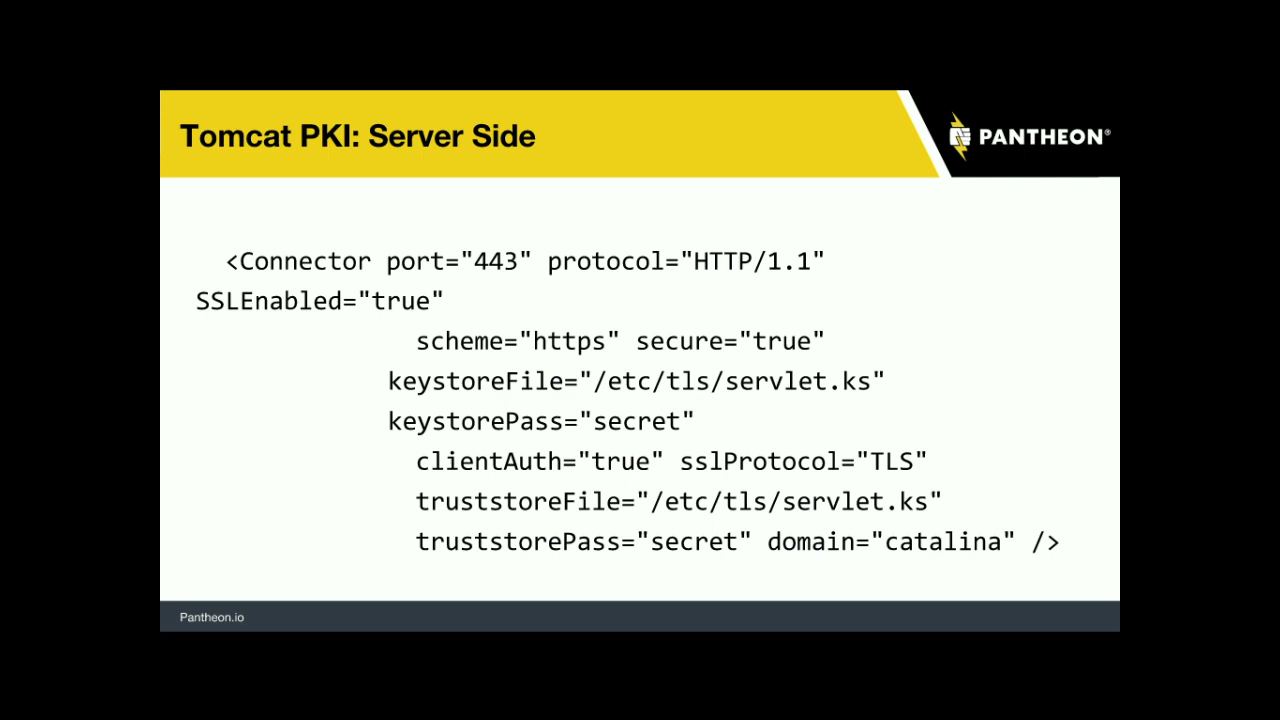 Tomcat PKI: Server Side
PANTHEON®
<Connector port="443" protocol="HTTP/1.1"
SSLEnabled="true"
scheme="https" secure="true"
keystoreFile="/etc/tls/servlet.ks"
keystorePass="secret"
clientAuth="true" sslProtocol="TLS"
truststoreFile="/etc/tls/servlet.ks"
truststorePass="secret" domain="catalina" />
Pantheon.io